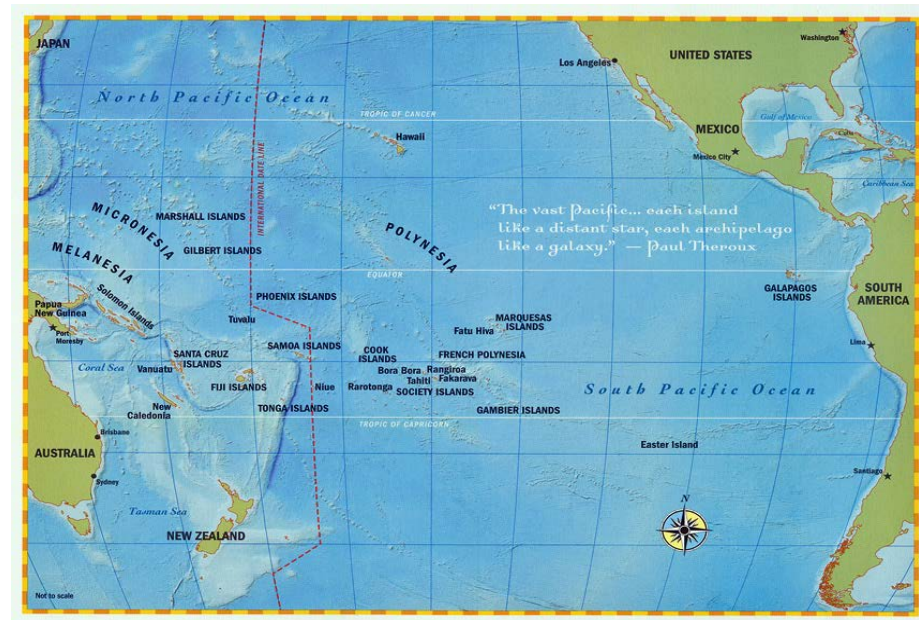 JAPAN
Washington
Los Angeles
UNITED STATES
North Pacific Ocean
TROPIC OF CANCER
Gulf of Mexico
Hawaii
MEXICO
Cuba
Mexico City
INTERNATIONAL DATE LINE
Caribbean Sea
MICRONESIA
MARSHALL ISLANDS
"The vast Pacific... each island
like a distant star, each archipelago
like a galaxy." — Paul Theroux
POLYNESIA
MELANESIA
GILBERT ISLANDS
EQUATOR
GALAPAGOS
ISLANDS
SOUTH
AMERICA
Solomon Islands
PHOENIX ISLANDS
Papua
New Guinea
Port
Moresby
Tuvalu
MARQUESAS
ISLANDS
Fatu Hiva
Lima
SAMOA ISLANDS
COOK
ISLANDS
FRENCH POLYNESIA
SANTA CRUZ
ISLANDS
Coral Sea
Vanuatu
Bora Bora
Rangiroa
Tahiti
Fakarava
FIJI ISLANDS
Niue
Rarotonga
SOCIETY ISLANDS
South Pacific Ocean
New
Caledonia
TONGA ISLANDS
GAMBIER ISLANDS
TROPIC OF CAPRICORN
Brisbane
Easter Island
AUSTRALIA
Sydney
Santiago
Tasman Sea
N
NEW ZEALAND
Not to scale